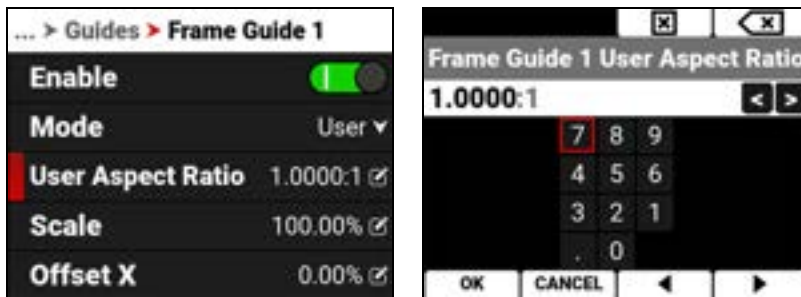 ... > Guides > Frame Guide 1
Enable
Mode User
User Aspect Ratio 1.0000:1
Scale 100.00%
Offset X 0.00%
Frame Guide 1 User Aspect Ratio
1.0000:1 < >
7 8 9
4 5 6
3 2 1
. 0
OK CANCEL